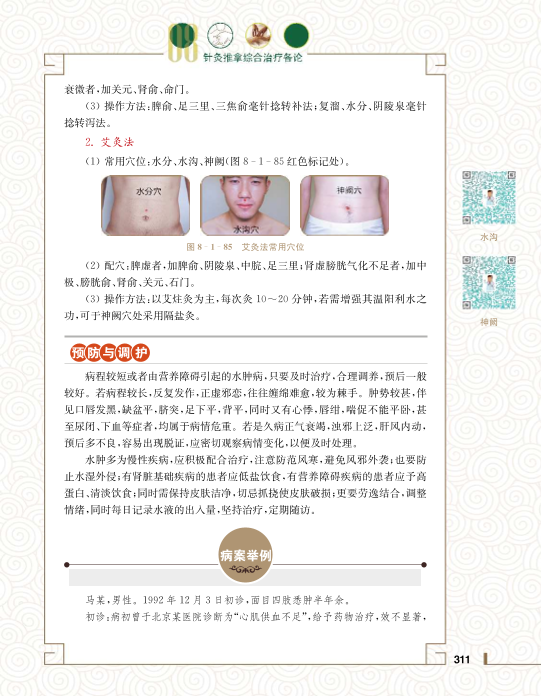 08
针灸推拿综合治疗各论
衰微者,加关元、肾俞、命门。
(3) 操作方法:脾俞、足三里、三焦俞毫针捻转补法;复溜、水分、阴陵泉毫针
捻转泻法。
2. 艾灸法
(1) 常用穴位:水分、水沟、神阙(图 8-1-85 红色标记处)。
水分穴
水沟穴
神阙穴
图 8-1-85 艾灸法常用穴位
水沟
(2) 配穴:脾虚者,加脾俞、阴陵泉、中脘、足三里;肾虚膀胱气化不足者,加中
极、膀胱俞、肾俞、关元、石门。
(3) 操作方法:以艾炷灸为主,每次灸 10～20 分钟,若需增强其温阳利水之
功,可于神阙穴处采用隔盐灸。
神阙
预防与调护
病程较短或者由营养障碍引起的水肿病,只要及时治疗,合理调养,预后一般
较好。若病程较长,反复发作,正虚邪恋,往往缠绵难愈,较为棘手。肿势较甚,伴
见口唇发黑,缺盆平,脐突,足下平,背平,同时又有心悸,唇绀,喘促不能平卧,甚
至尿闭、下血等症者,均属于病情危重。若是久病正气衰竭,浊邪上泛,肝风内动,
预后多不良,容易出现脱证,应密切观察病情变化,以便及时处理。
水肿多为慢性疾病,应积极配合治疗,注意防范风寒,避免风邪外袭;也要防
止水湿外侵;有肾脏基础疾病的患者应低盐饮食,有营养障碍疾病的患者应予高
蛋白、清淡饮食;同时需保持皮肤洁净,切忌抓挠使皮肤破损;更要劳逸结合,调整
情绪,同时每日记录水液的出入量,坚持治疗,定期随访。
病案举例
马某,男性。1992 年 12 月 3 日初诊,面目四肢悉肿半年余。
初诊:病初曾于北京某医院诊断为“心肌供血不足”,给予药物治疗,效不显著,
311